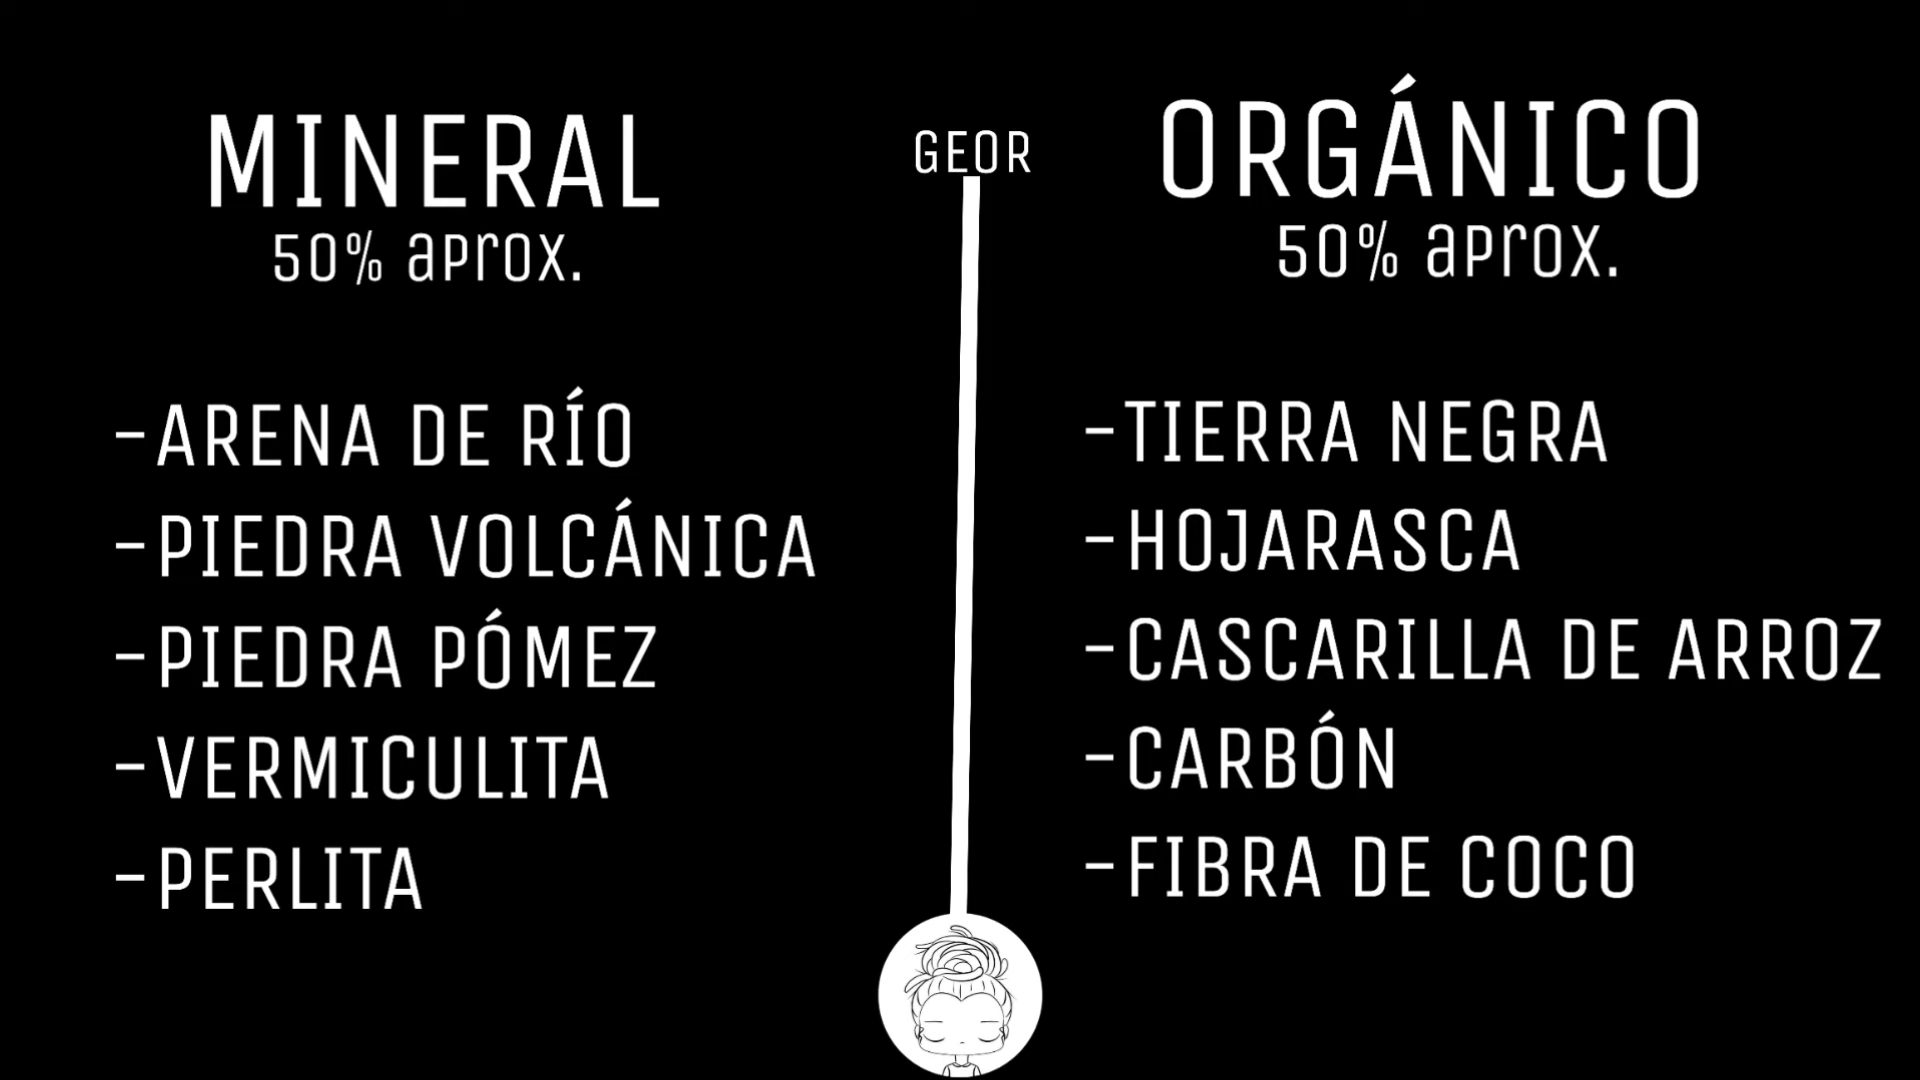 MINERAL
50% aprox.
-ARENA DE RÍO
-PIEDRA VOLCÁNICA
-PIEDRA PÓMEZ
-VERMICULITA
-PERLITA
GEOR
ORGÁNICO
50% aprox.
-TIERRA NEGRA
-HOJARASCA
-CASCARILLA DE ARROZ
-CARBÓN
-FIBRA DE COCO